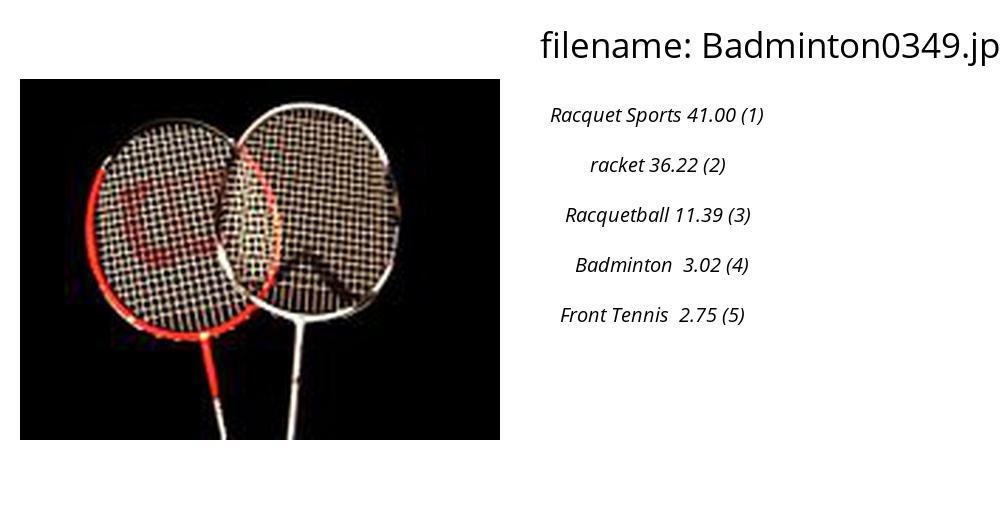 filename: Badminton0349.jp
Racquet Sports 41.00 (1)
racket 36.22 (2)
Racquetball 11.39 (3)
Badminton 3.02 (4)
Front Tennis 2.75 (5)